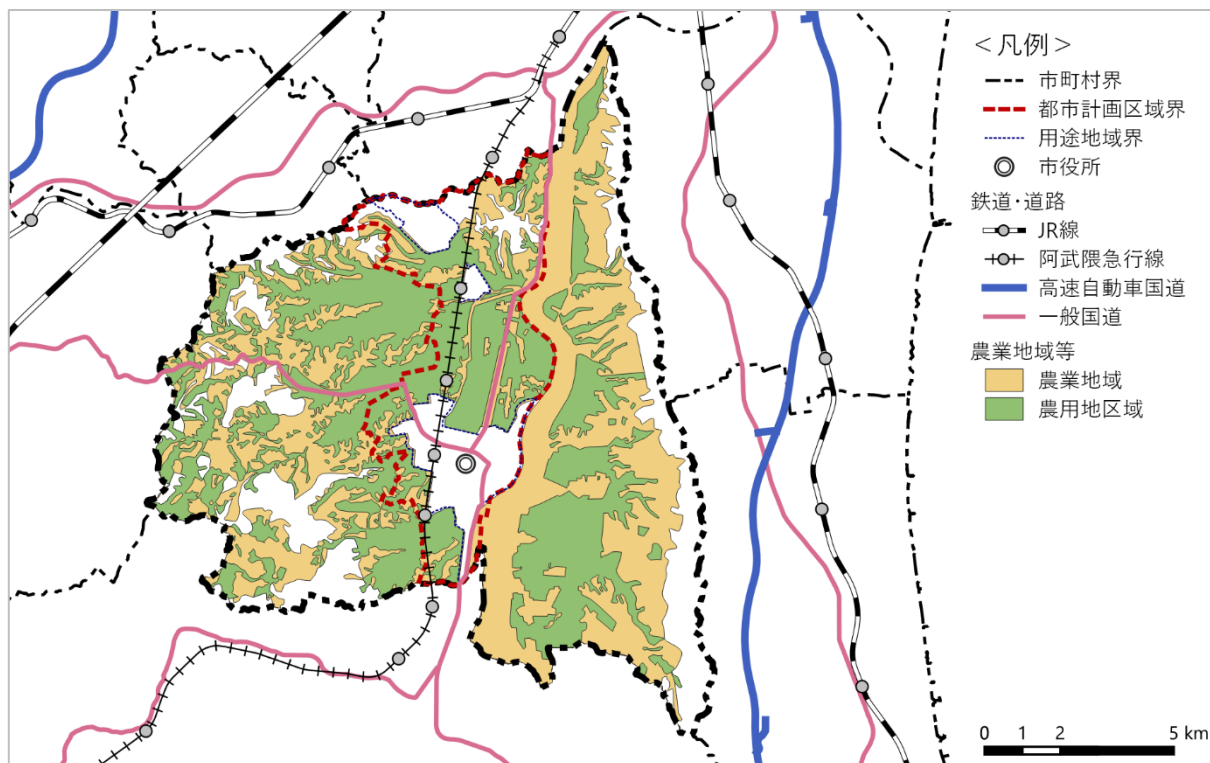 ＜凡例＞
市町村界
都市計画区域界
用途地域界
市役所
鉄道・道路
JR線
阿武隈急行線
高速自動車国道
一般国道
農業地域等
農業地域
農用地区域
0 1 2 5 km